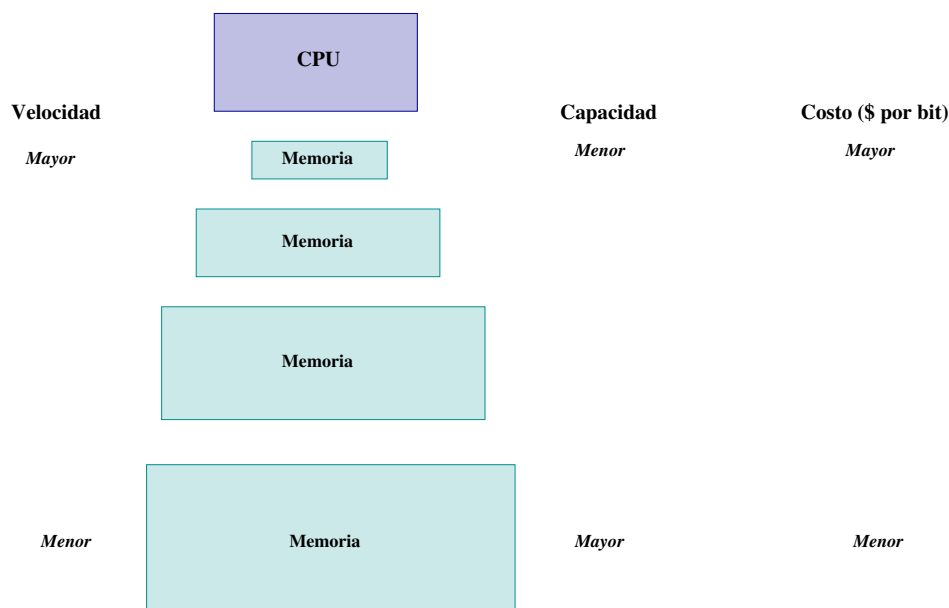 CPU
Velocidad
Capacidad
Costo ($ por bit)
Mayor
Memoria
Menor
Mayor
Memoria
Memoria
Menor
Memoria
Mayor
Menor